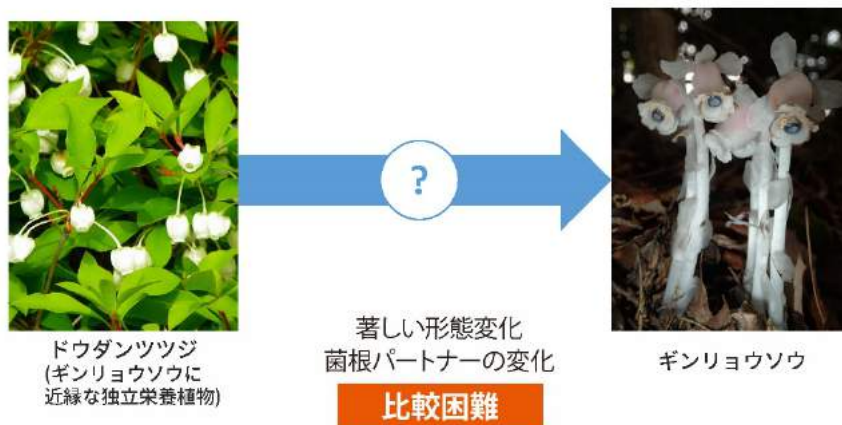 ?
ドウダンツツジ
(ギンリョウソウに
近縁な独立栄養植物)
著しい形態変化
菌根パートナーの変化
比較困難
ギンリョウソウ